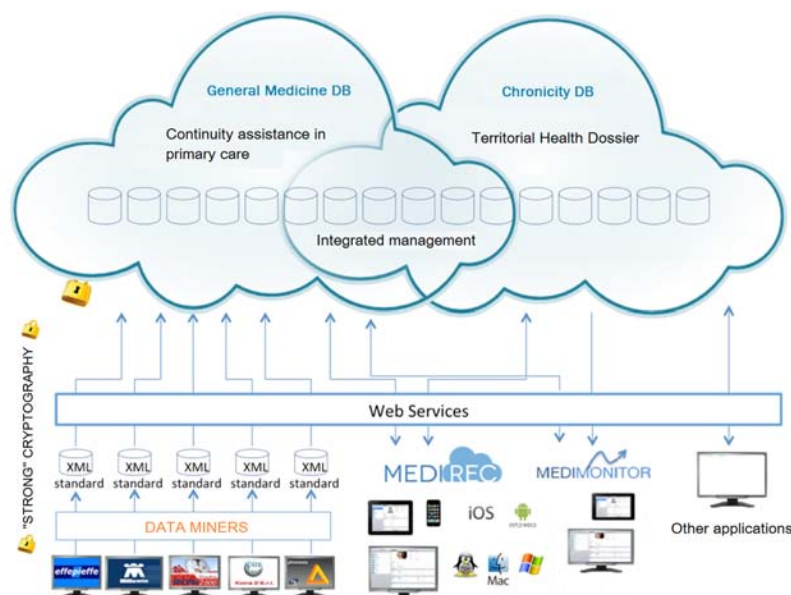 General Medicine DB
Chronicity DB
Continuity assistance in
primary care
Territorial Health Dossier
Integrated management
"STRONG" CRYPTOGRAPHY
Web Services
XML
standard
XML
standard
XML
standard
XML
standard
XML
standard
MEDIREC
MEDIMONITOR
iOS
Other applications
DATA MINERS
effepieffe
Mac